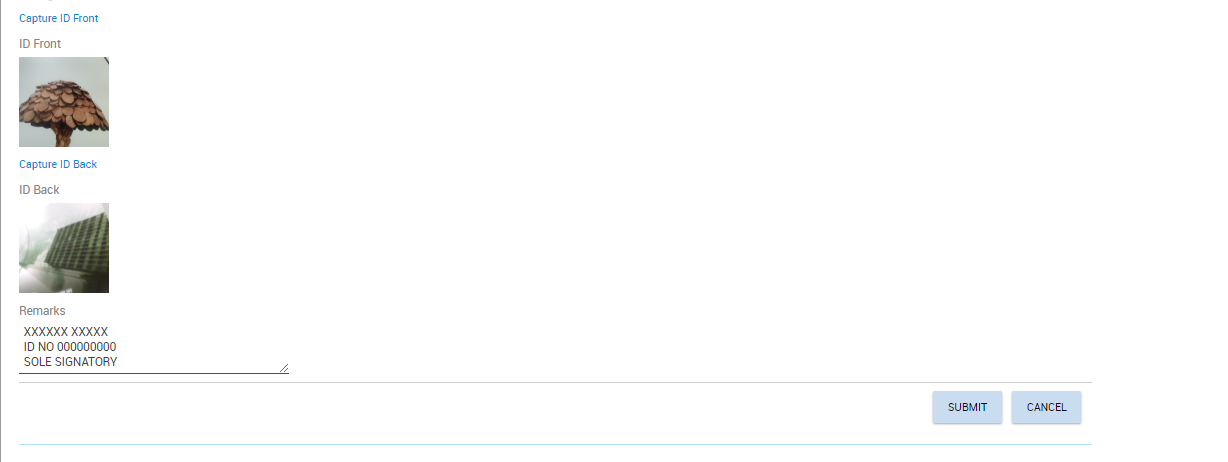 Capture ID Front
ID Front
Capture ID Back
ID Back
Remarks
XXXXXX XXXXX
ID NO 000000000
SOLE SIGNATORY
SUBMIT
CANCEL